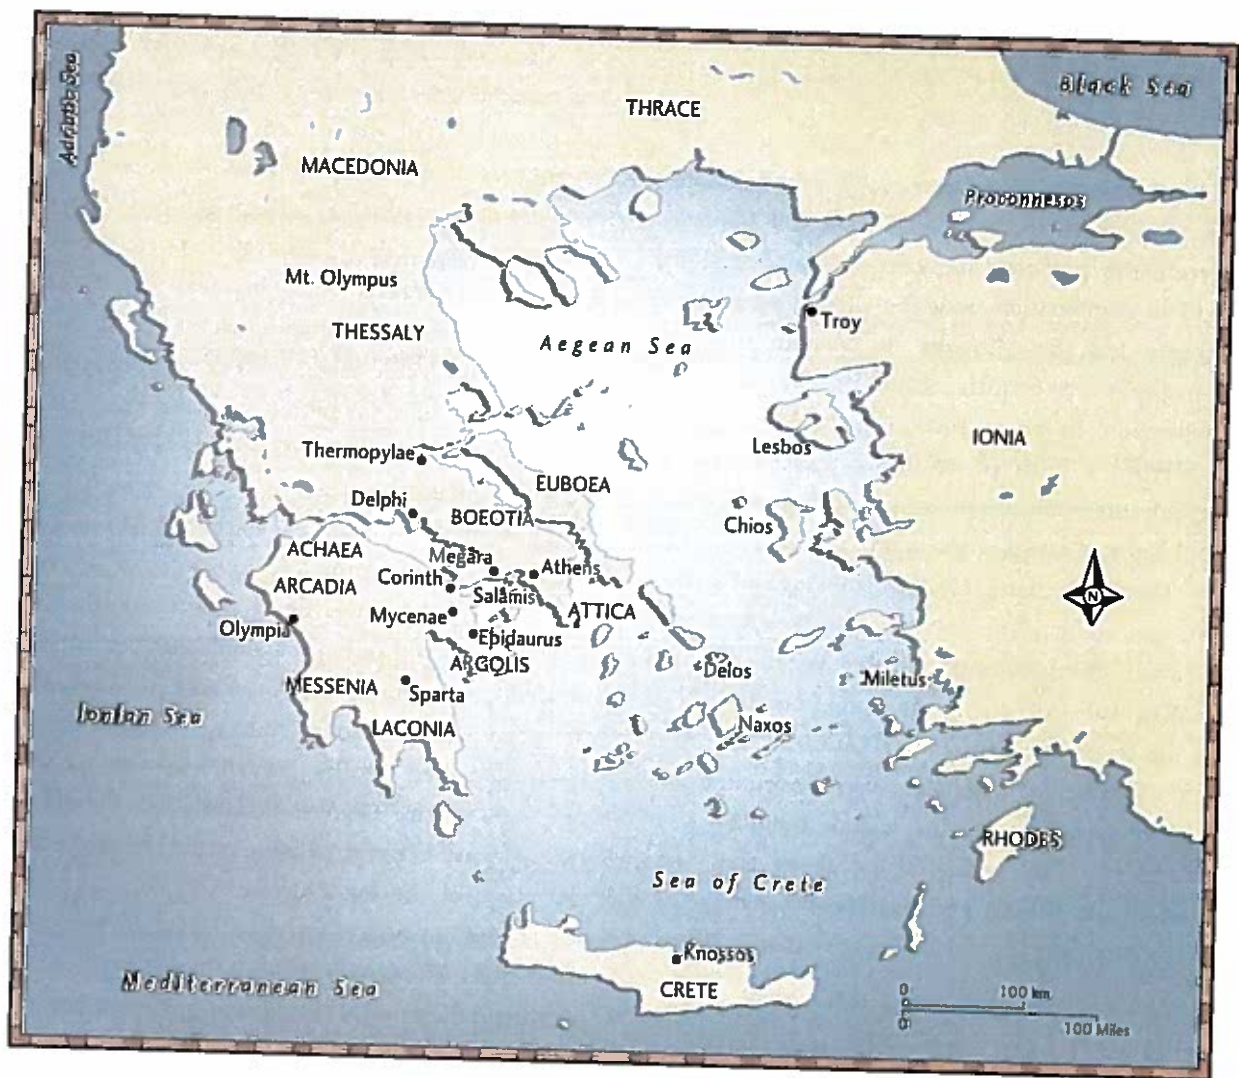 Adriatic Sea
Black Sea
THRACE
MACEDONIA
Proconnesos
Mt. Olympus
THESSALY
Troy
Aegean Sea
Lesbos
IONIA
Thermopylae
EUBOEA
Delphi
BOEOTIA
Chios
ACHAEA
Megara
Athens
Corinth
ARCADIA
Salamis
N
Mycenae
ATTICA
Olympia
Epidaurus
ARGOLIS
Delos
Miletus
MESSENIA
Sparta
Ionian Sea
LACONIA
Naxos
RHODES
Sea of Crete
Knossos
Mediterranean Sea
CRETE
0 100 km
0 100 Miles